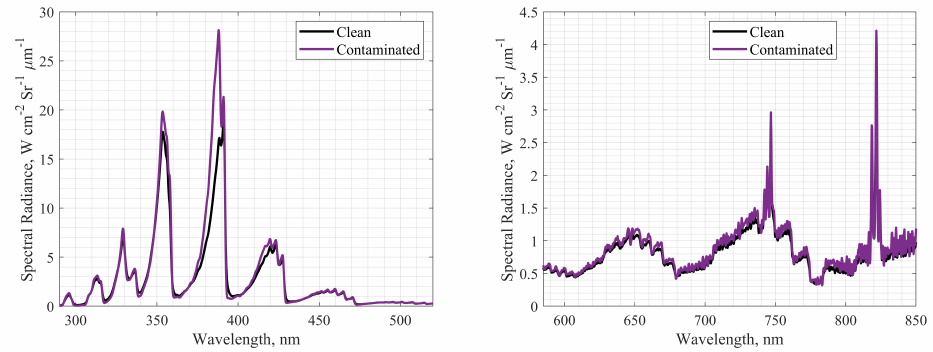 30
25
20
15
10
5
0
Spectral Radiance, W cm-2 Sr-1 μm-1
Clean
Contaminated
300 350 400 450 500
Wavelength, nm
4.5
4
3.5
3
2.5
2
1.5
1
0.5
0
Spectral Radiance, W cm-2 Sr-1 μm-1
Clean
Contaminated
600 650 700 750 800 850
Wavelength, nm